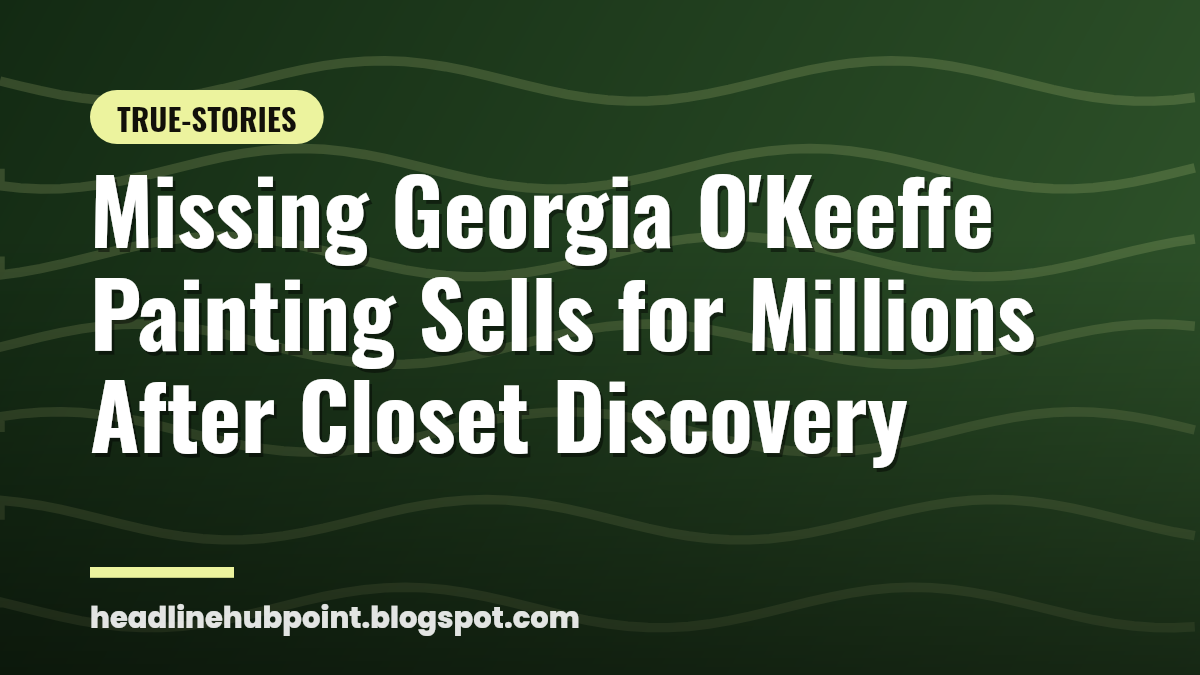 TRUE-STORIES
Missing Georgia O'Keeffe
Painting Sells for Millions
After Closet Discovery
headlinehubpoint.blogspot.com